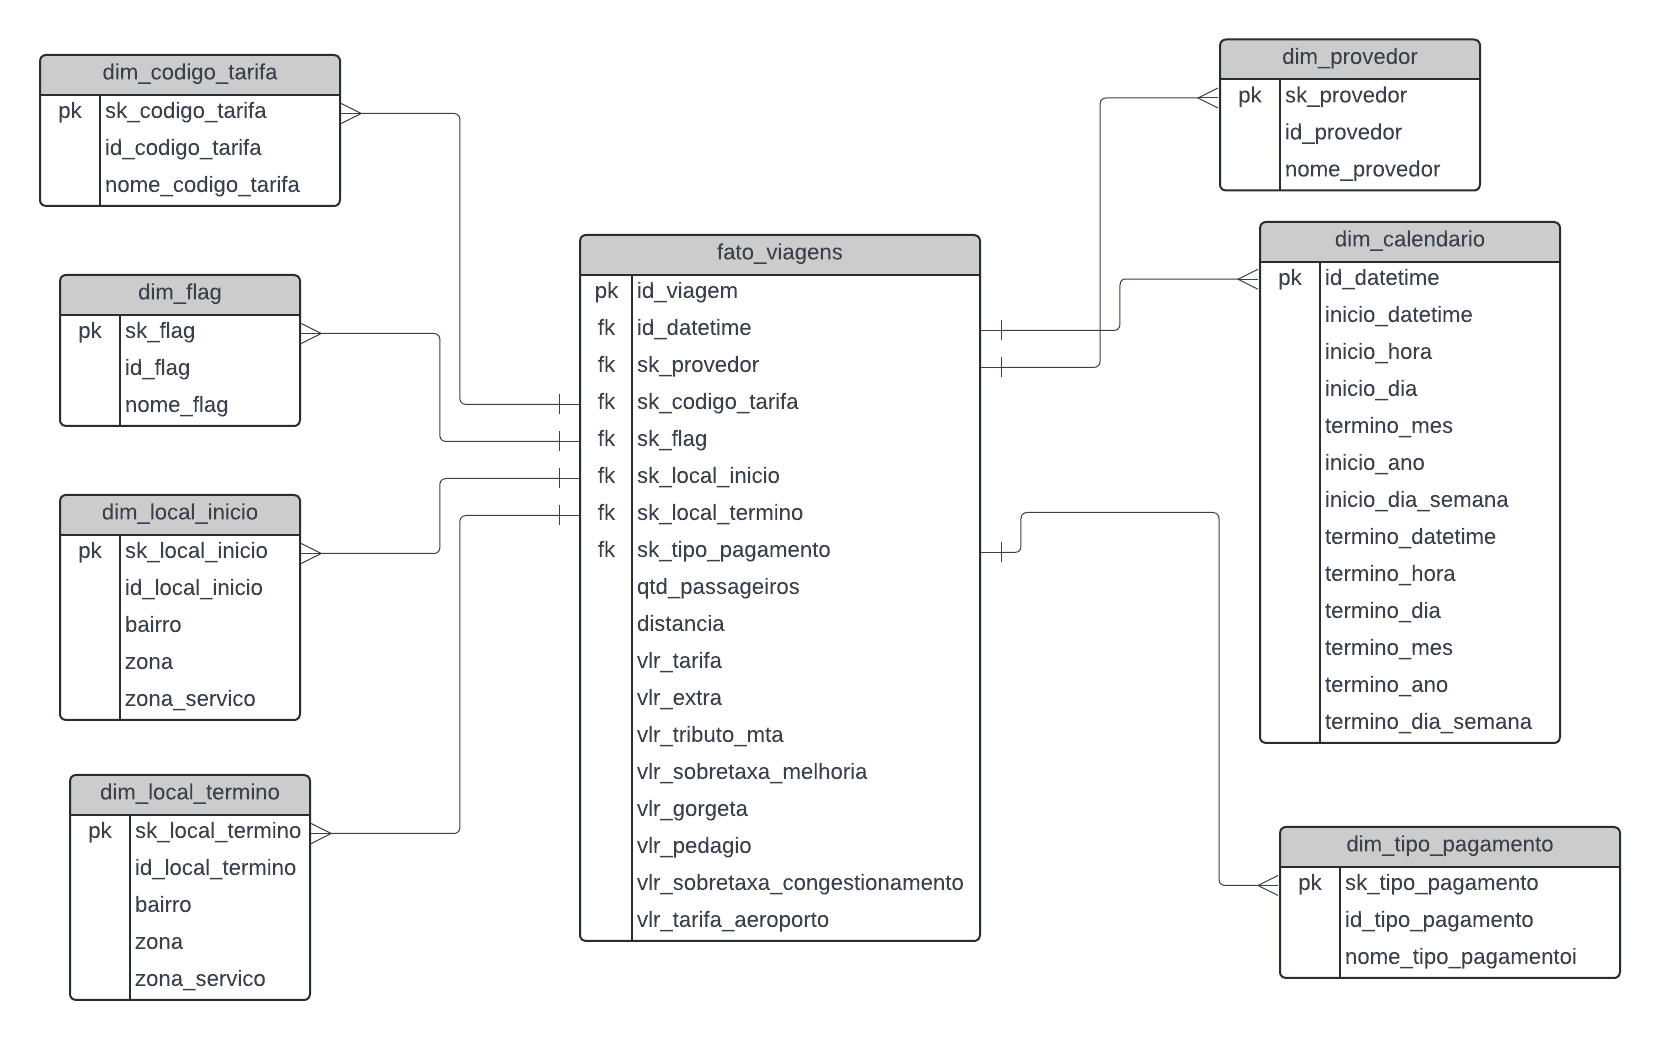 dim_codigo_tarifa
pk sk_codigo_tarifa
id_codigo_tarifa
nome_codigo_tarifa
dim_flag
pk sk_flag
id_flag
nome_flag
dim_local_inicio
pk sk_local_inicio
id_local_inicio
bairro
zona
zona_servico
dim_local_termino
pk sk_local_termino
id_local_termino
bairro
zona
zona_servico
fato_viagens
pk id_viagem
fk id_datetime
fk sk_provedor
fk sk_codigo_tarifa
fk sk_flag
fk sk_local_inicio
fk sk_local_termino
fk sk_tipo_pagamento
qtd_passageiros
distancia
vlr_tarifa
vlr_extra
vlr_tributo_mta
vlr_sobretaxa_melhoria
vlr_gorgeta
vlr_pedagio
vlr_sobretaxa_congestionamento
vlr_tarifa_aeroporto
dim_provedor
pk sk_provedor
id_provedor
nome_provedor
dim_calendario
pk id_datetime
inicio_datetime
inicio_hora
inicio_dia
termino_mes
inicio_ano
inicio_dia_semana
termino_datetime
termino_hora
termino_dia
termino_mes
termino_ano
termino_dia_semana
dim_tipo_pagamento
pk sk_tipo_pagamento
id_tipo_pagamento
nome_tipo_pagamentoi